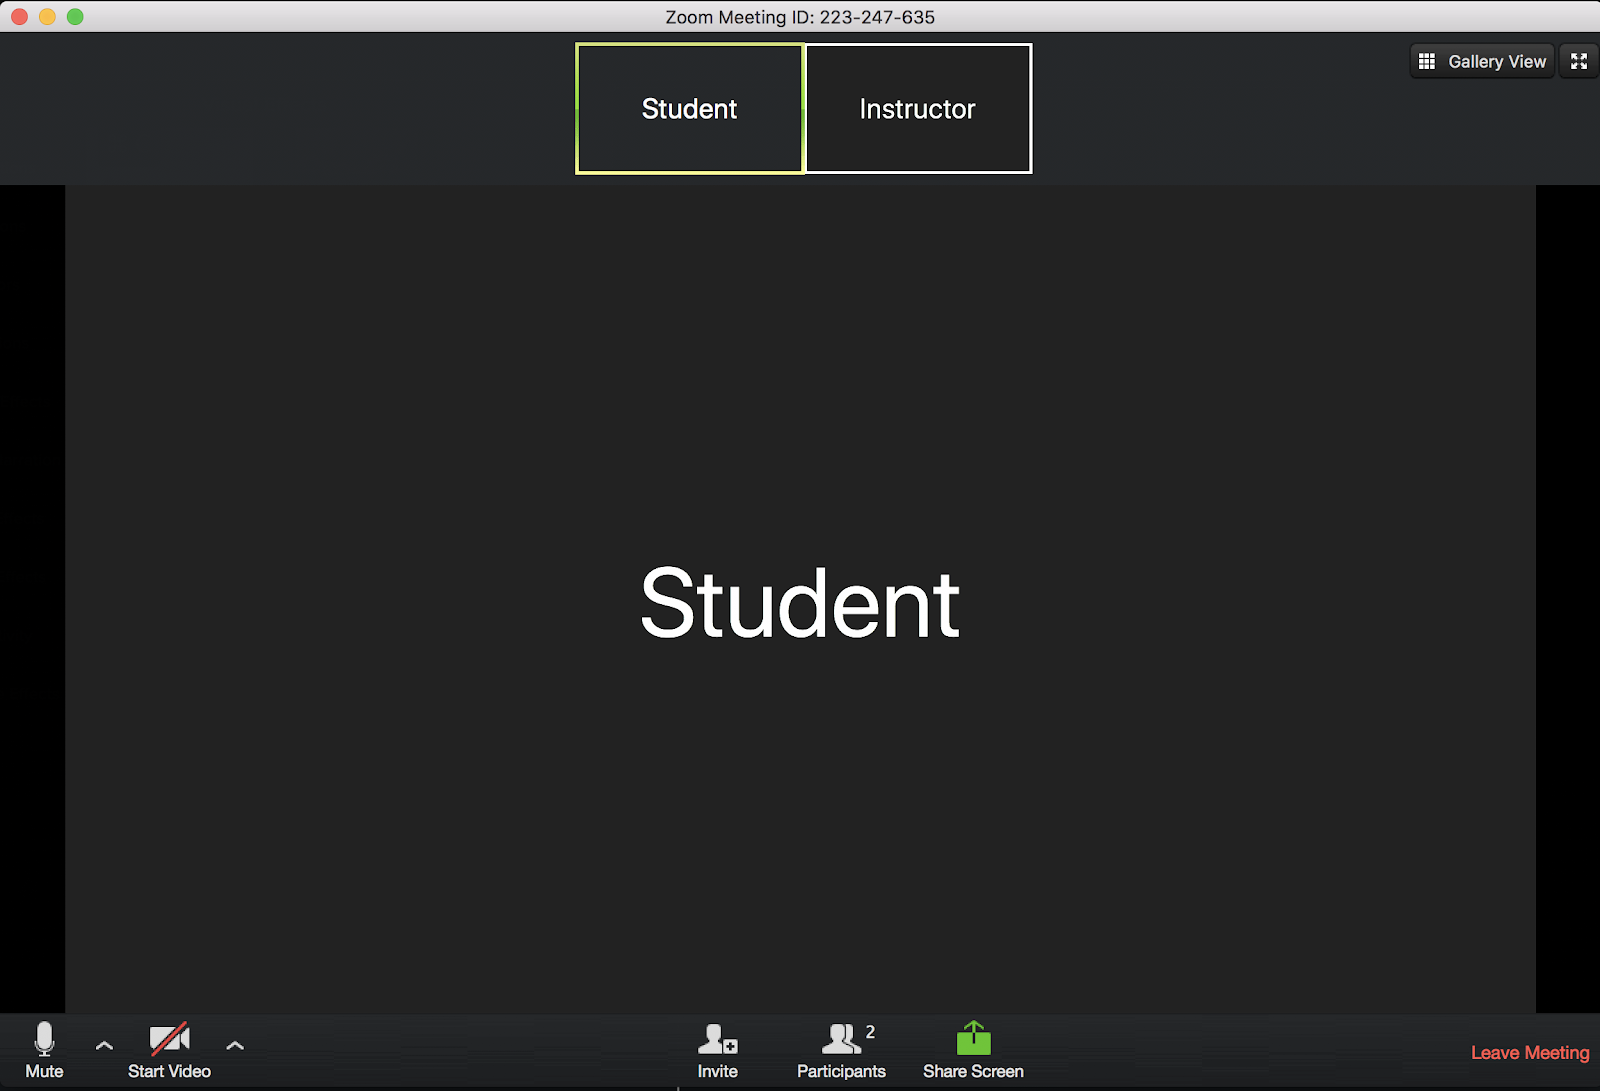 Zoom Meeting ID: 223-247-635
Student
Instructor
Gallery View
Student
Mute
Start Video
Invite
Participants
2
Share Screen
Leave Meeting